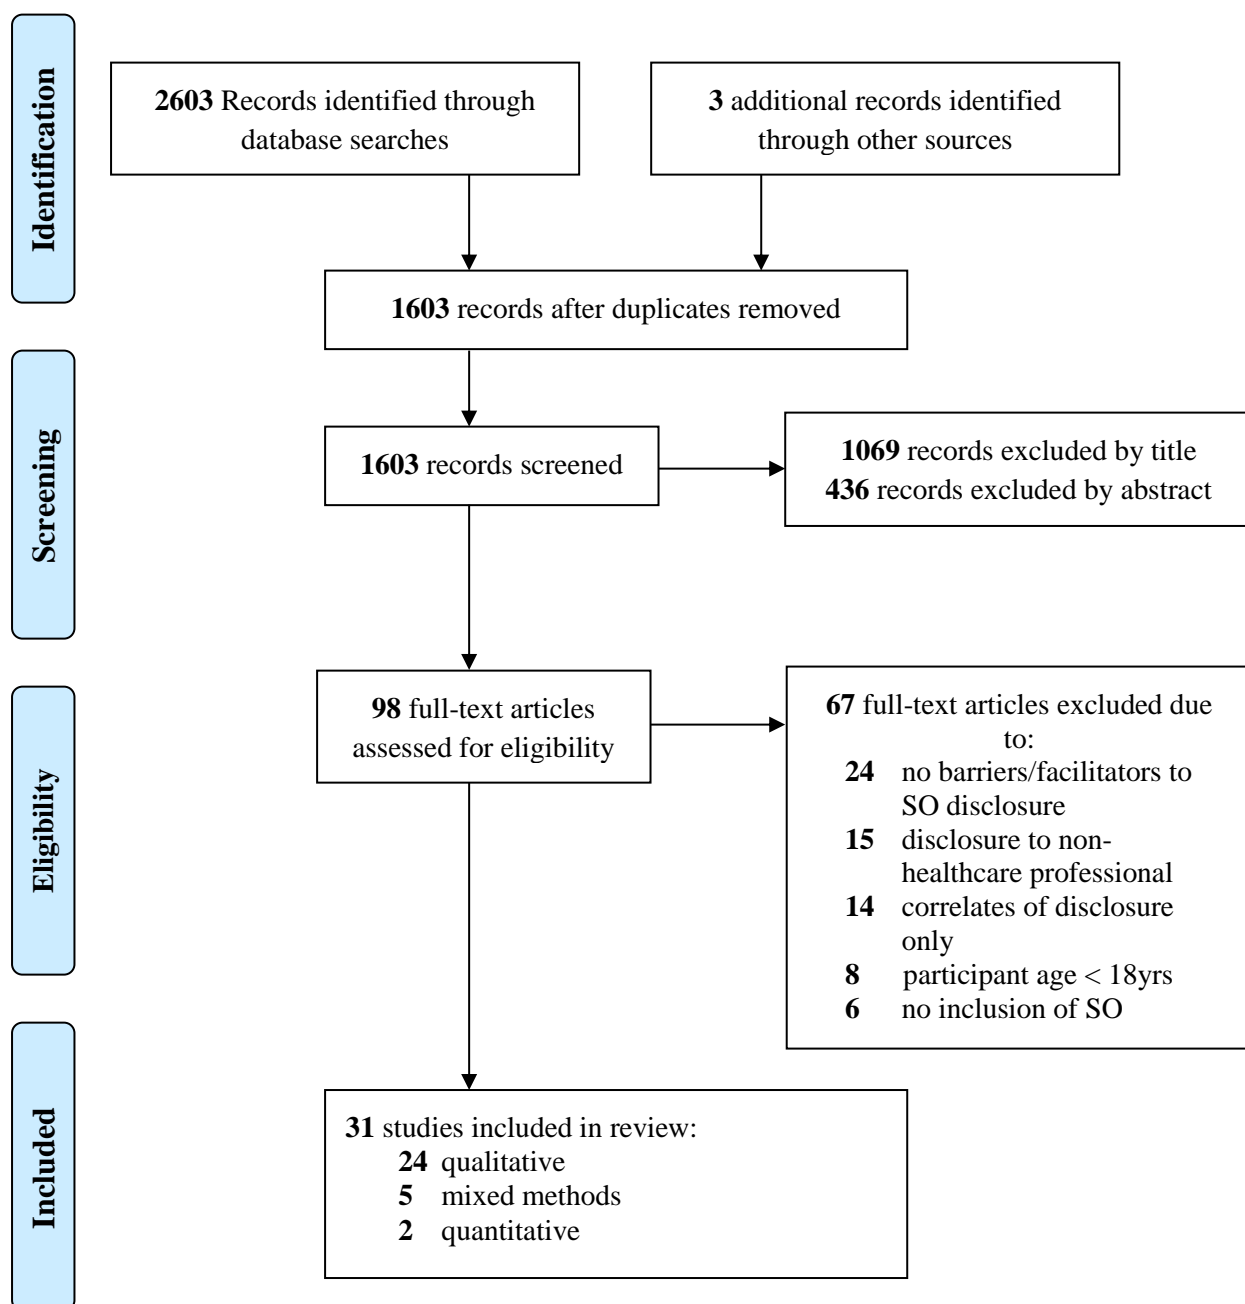 Identification
2603 Records identified through
database searches
3 additional records identified
through other sources
1603 records after duplicates removed
Screening
1603 records screened
1069 records excluded by title
436 records excluded by abstract
Eligibility
98 full-text articles
assessed for eligibility
67 full-text articles excluded due
to:
24 no barriers/facilitators to
SO disclosure
15 disclosure to non-
healthcare professional
14 correlates of disclosure
only
8 participant age < 18yrs
6 no inclusion of SO
Included
31 studies included in review:
24 qualitative
5 mixed methods
2 quantitative